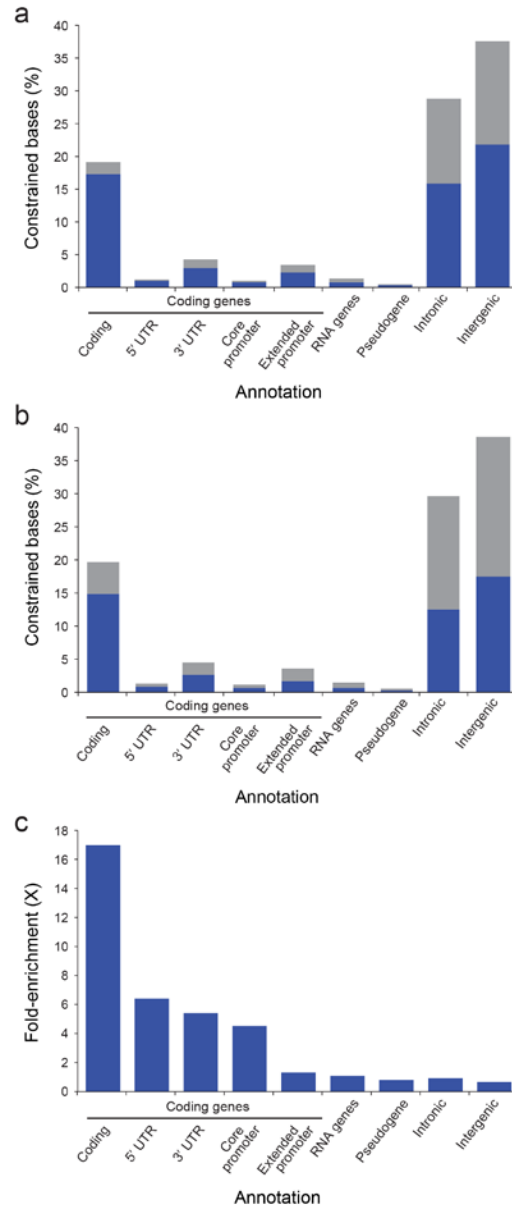 a
Constrained bases (%)
40
35
30
25
20
15
10
5
0
Coding genes
Coding
5′ UTR
3′ UTR
Core
promoter
Extended
promoter
RNA genes
Pseudogene
Intronic
Intergenic
Annotation
b
Constrained bases (%)
40
35
30
25
20
15
10
5
0
Coding genes
Coding
5′ UTR
3′ UTR
Core
promoter
Extended
promoter
RNA genes
Pseudogene
Intronic
Intergenic
Annotation
c
Fold-enrichment (X)
18
16
14
12
10
8
6
4
2
0
Coding genes
Coding
5′ UTR
3′ UTR
Core
promoter
Extended
promoter
RNA genes
Pseudogene
Intronic
Intergenic
Annotation